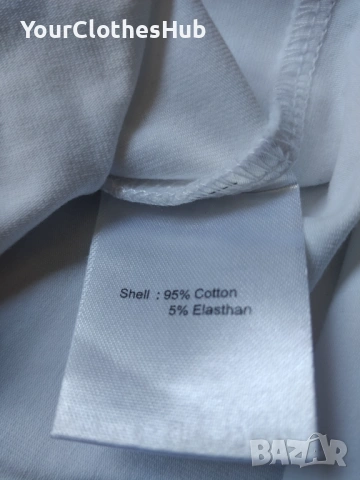 YourClothesHub
Shell : 95% Cotton
5% Elasthan
BAZAR